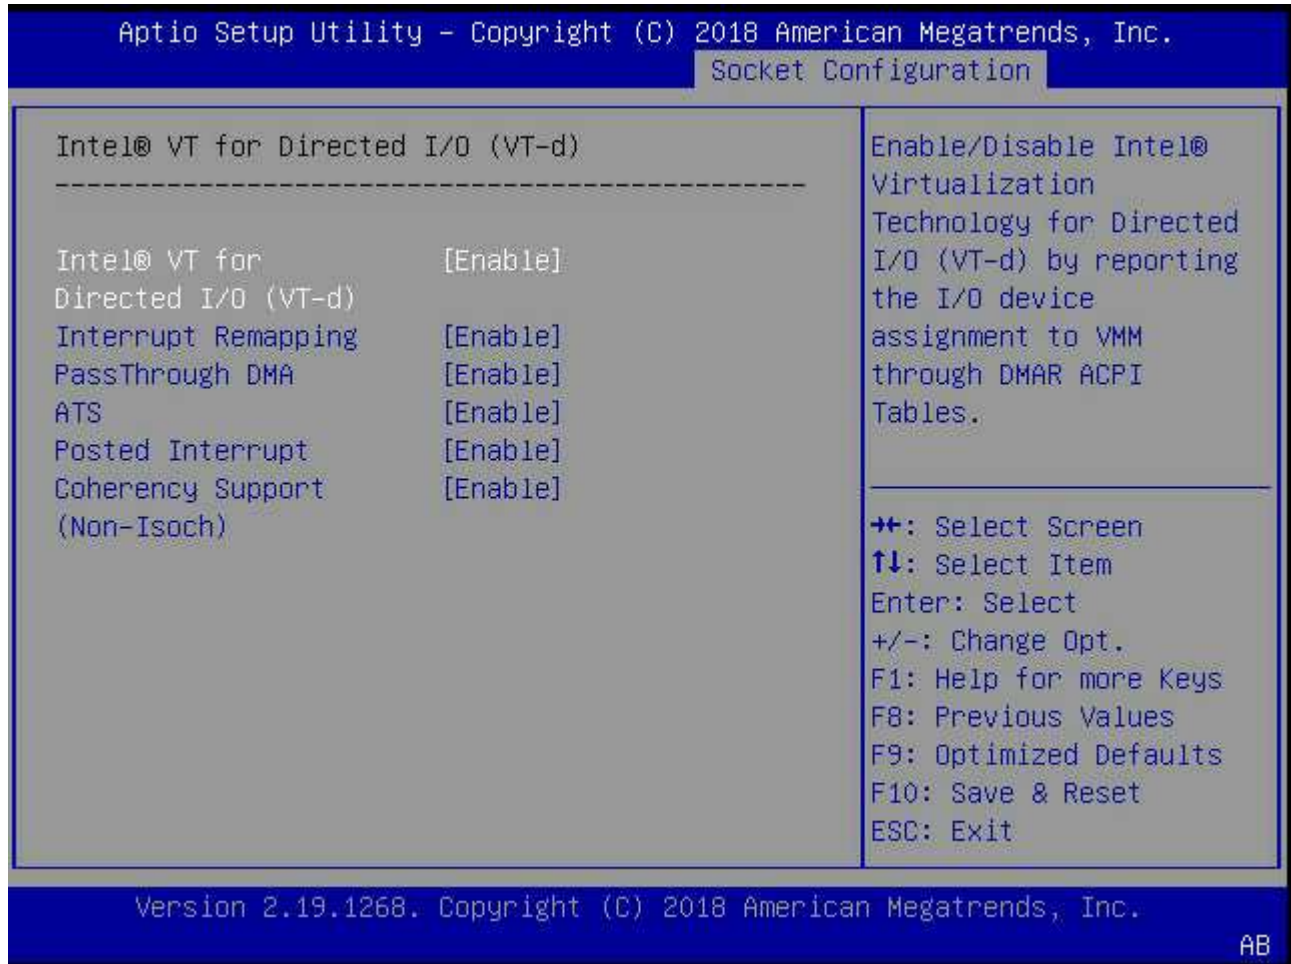 Aptio Setup Utility – Copyright (C) 2018 American Megatrends, Inc.
Socket Configuration
Intel® VT for Directed I/O (VT-d)
--------------------------------------------------
Intel® VT for [Enable]
Directed I/O (VT-d)
Interrupt Remapping [Enable]
PassThrough DMA [Enable]
ATS [Enable]
Posted Interrupt [Enable]
Coherency Support [Enable]
(Non-Isoch)
Enable/Disable Intel®
Virtualization
Technology for Directed
I/O (VT-d) by reporting
the I/O device
assignment to VMM
through DMAR ACPI
Tables.
→←: Select Screen
↑↓: Select Item
Enter: Select
+/-: Change Opt.
F1: Help for more Keys
F8: Previous Values
F9: Optimized Defaults
F10: Save & Reset
ESC: Exit
Version 2.19.1268. Copyright (C) 2018 American Megatrends, Inc.
AB